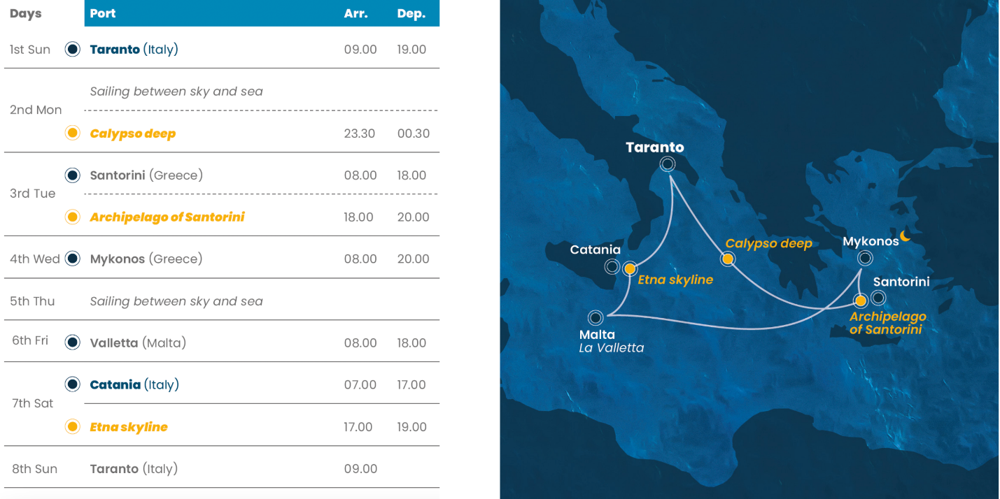 Days Port Arr. Dep.
1st Sun Taranto (Italy) 09.00 19.00
2nd Mon
Sailing between sky and sea
Calypso deep 23.30 00.30
3rd Tue
Santorini (Greece) 08.00 18.00
Archipelago of Santorini 18.00 20.00
4th Wed Mykonos (Greece) 08.00 20.00
5th Thu Sailing between sky and sea
6th Fri Valletta (Malta) 08.00 18.00
7th Sat
Catania (Italy) 07.00 17.00
Etna skyline 17.00 19.00
8th Sun Taranto (Italy) 09.00
Taranto
Calypso deep
Mykonos
Catania
Etna skyline
Santorini
Archipelago
of Santorini
Malta
La Valletta